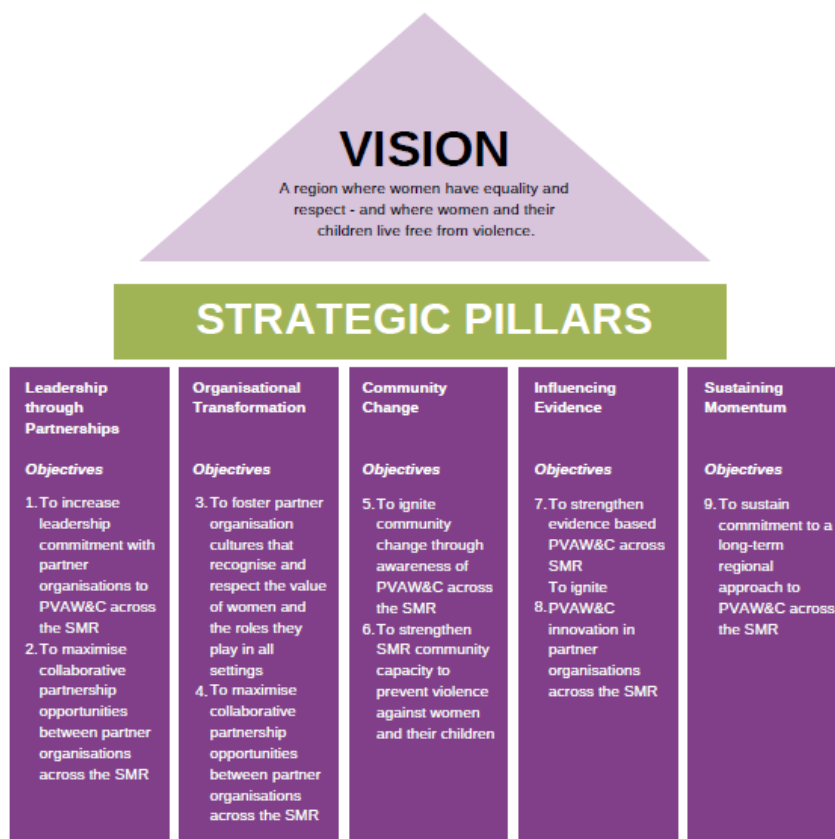 VISION
A region where women have equality and
respect - and where women and their
children live free from violence.
STRATEGIC PILLARS
Leadership
through
Partnerships
Objectives
1. To increase
leadership
commitment with
partner
organisations to
PVAW&C across
the SMR
2. To maximise
collaborative
partnership
opportunities
between partner
organisations
across the SMR
Organisational
Transformation
Objectives
3. To foster partner
organisation
cultures that
recognise and
respect the value
of women and
the roles they
play in all
settings
4. To maximise
collaborative
partnership
opportunities
between partner
organisations
across the SMR
Community
Change
Objectives
5. To ignite
community
change through
awareness of
PVAW&C across
the SMR
6. To strengthen
SMR community
capacity to
prevent violence
against women
and their children
Influencing
Evidence
Objectives
7. To strengthen
evidence based
PVAW&C across
SMR
To ignite
8. PVAW&C
innovation in
partner
organisations
across the SMR
Sustaining
Momentum
Objectives
9. To sustain
commitment to a
long-term
regional
approach to
PVAW&C across
the SMR